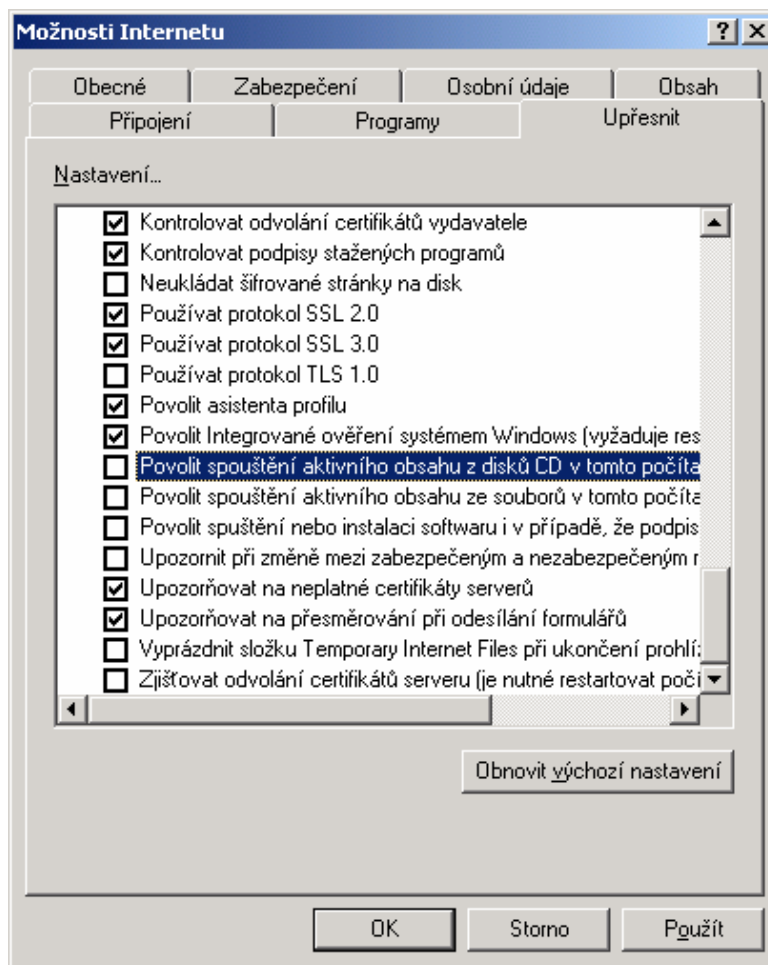 Možnosti Internetu
Obecné Zabezpečení Osobní údaje Obsah
Připojení Programy Upřesnit
Nastavení...
Kontrolovat odvolání certifikátů vydavatele
Kontrolovat podpisy stažených programů
Neukládat šifrované stránky na disk
Používat protokol SSL 2.0
Používat protokol SSL 3.0
Používat protokol TLS 1.0
Povolit asistenta profilu
Povolit Integrované ověření systémem Windows (vyžaduje res
Povolit spouštění aktivního obsahu z disků CD v tomto počíta
Povolit spouštění aktivního obsahu ze souborů v tomto počíta
Povolit spuštění nebo instalaci softwaru i v případě, že podpis
Upozornit při změně mezi zabezpečeným a nezabezpečeným r
Upozorňovat na neplatné certifikáty serverů
Upozorňovat na přesměrování při odesílání formulářů
Vyprázdnit složku Temporary Internet Files při ukončení prohlí
Zjišťovat odvolání certifikátů serveru (je nutné restartovat počí
Obnovit výchozí nastavení
OK Storno Použít